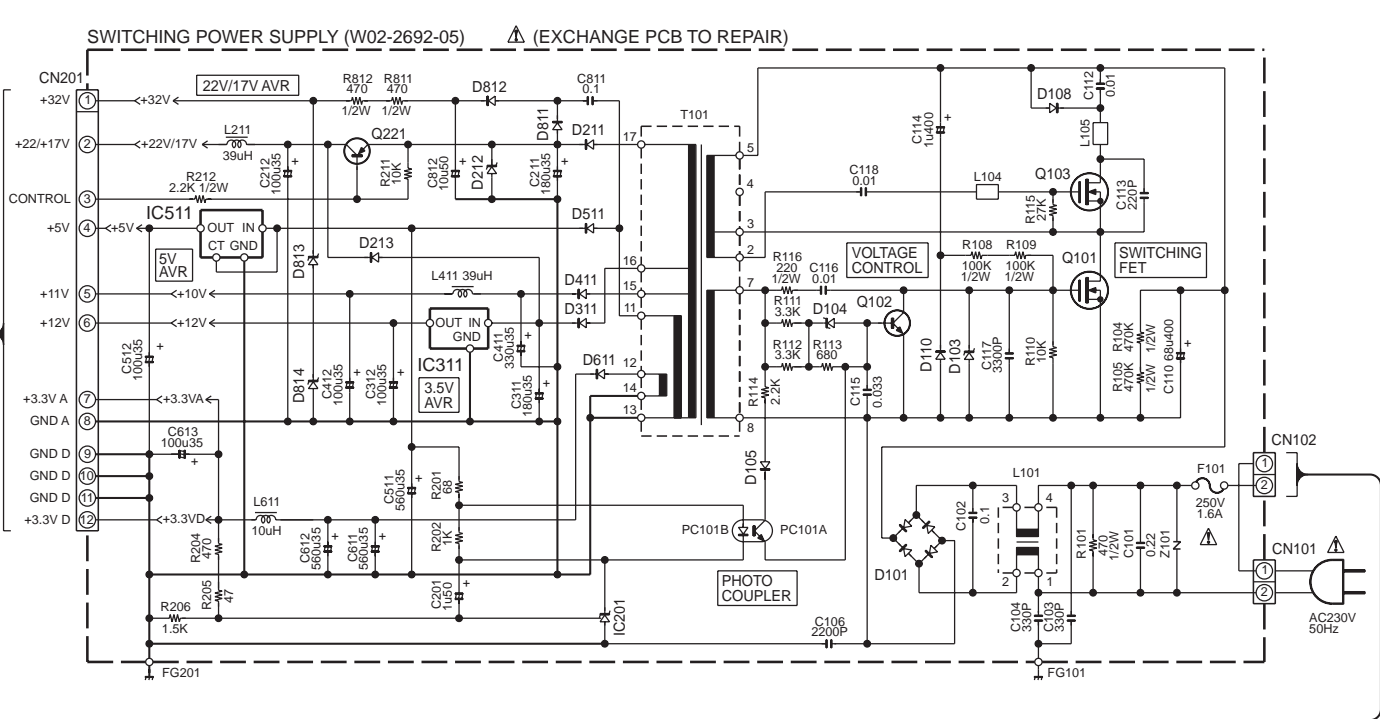 SWITCHING POWER SUPPLY (W02-2692-05) ⚠ (EXCHANGE PCB TO REPAIR)
CN201
+32V 1 <+32V<
+22/+17V 2 <+22V/17V <
CONTROL 3
+5V 4 <+5V<
+11V 5 <+10V<
+12V 6 <+12V<
+3.3V A 7 <+3.3VA<
GND A 8
GND D 9
GND D 10
GND D 11
+3.3V D 12 <+3.3VD<
22V/17V AVR
R812
470
1/2W
R811
470
1/2W
D812
C811
0.1
D811
L211
39uH
Q221
D211
C212
100u35
R211
10K
C812
10u50
+
D212
C211
180u35
+
R212
2.2K 1/2W
IC511
OUT IN
CT GND
5V
AVR
D511
D813
D213
L411 39uH
D411
D311
OUT IN
GND
IC311
C411
330u35
+
3.5V
AVR
C512
100u35
+
D814
C412
100u35
+
C312
100u35
+
C311
180u35
+
D611
C613
100u35
+
L611
10uH
C511
560u35
+
R201
68
R202
1K
C612
560u35
+
C611
560u35
+
R204
470
R205
47
R206
1.5K
C201
1u50
+
IC201
FG201
T101
17
16
15
11
12
14
13
5
4
3
2
7
8
C112
0.01
D108
L105
C114
1u400
+
C118
0.01
L104
Q103
R115
27K
C113
220P
R116
220
1/2W
C116
0.01
VOLTAGE
CONTROL
R108
100K
1/2W
R109
100K
1/2W
Q101
SWITCHING
FET
R111
3.3K
D104
Q102
R112
3.3K
R113
680
R114
2.2K
C115
0.033
D110
D103
C117
3300P
R110
10K
R104
470K
1/2W
R105
470K
1/2W
C110 68u400
+
D105
PC101B
PC101A
PHOTO
COUPLER
C106
2200P
D101
C102
0.1
L101
3
4
2
1
R101
470
1/2W
C101
0.22
Z101
F101
250V
1.6A
⚠
C104
330P
C103
330P
FG101
CN102
1
2
CN101 ⚠
1
2
AC230V
50Hz